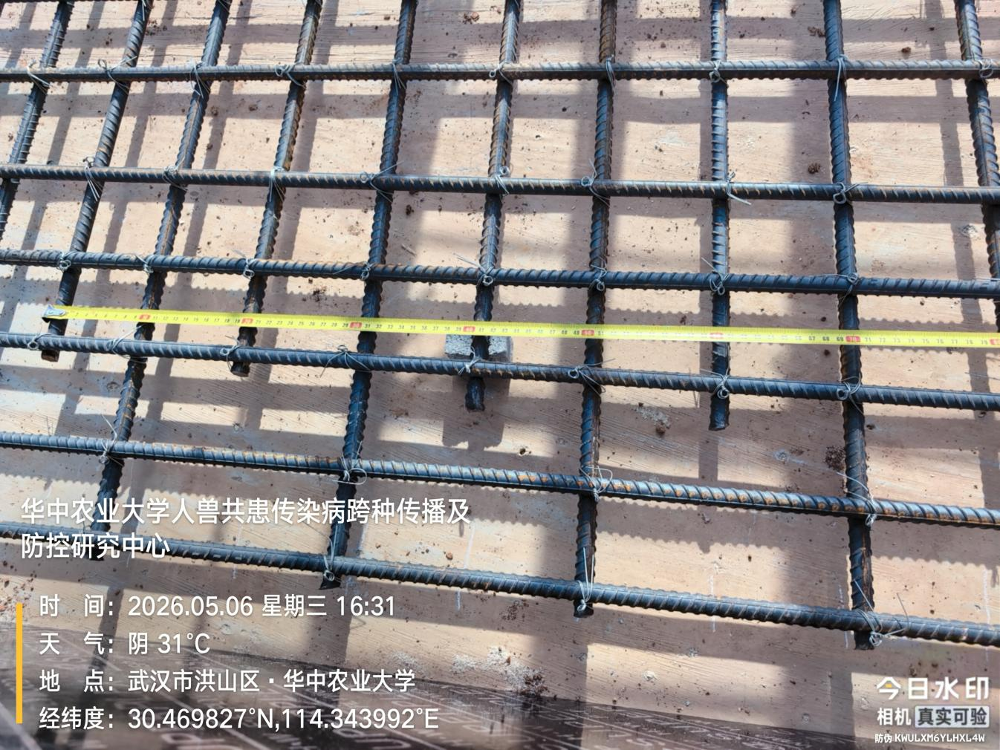 华中农业大学人兽共患传染病跨种传播及
防控研究中心
时 间: 2026.05.06 星期三 16:31
天 气: 阴 31°C
地 点: 武汉市洪山区·华中农业大学
经纬度: 30.469827°N,114.343992°E
今日水印
相机 真实可验
防伪 KWULXM6YLHXL4W